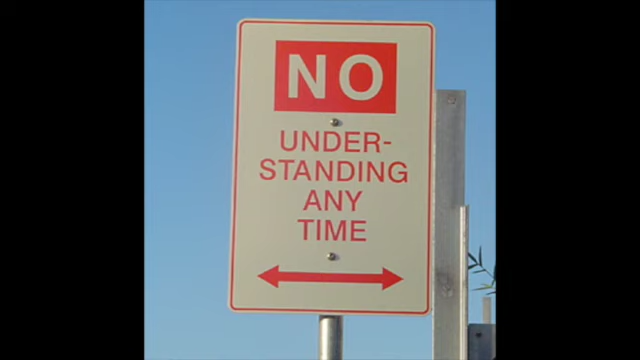 NO
UNDER-
STANDING
ANY
TIME